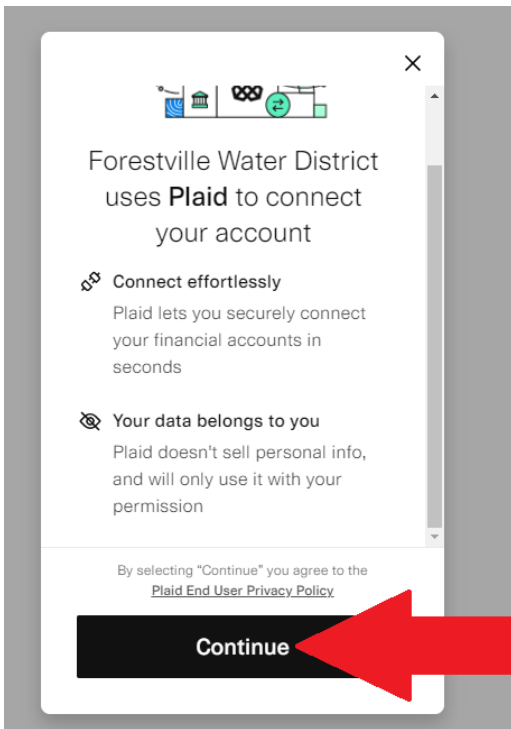 Forestville Water District
uses Plaid to connect
your account
Connect effortlessly
Plaid lets you securely connect
your financial accounts in
seconds
Your data belongs to you
Plaid doesn't sell personal info,
and will only use it with your
permission
By selecting “Continue” you agree to the
Plaid End User Privacy Policy
Continue